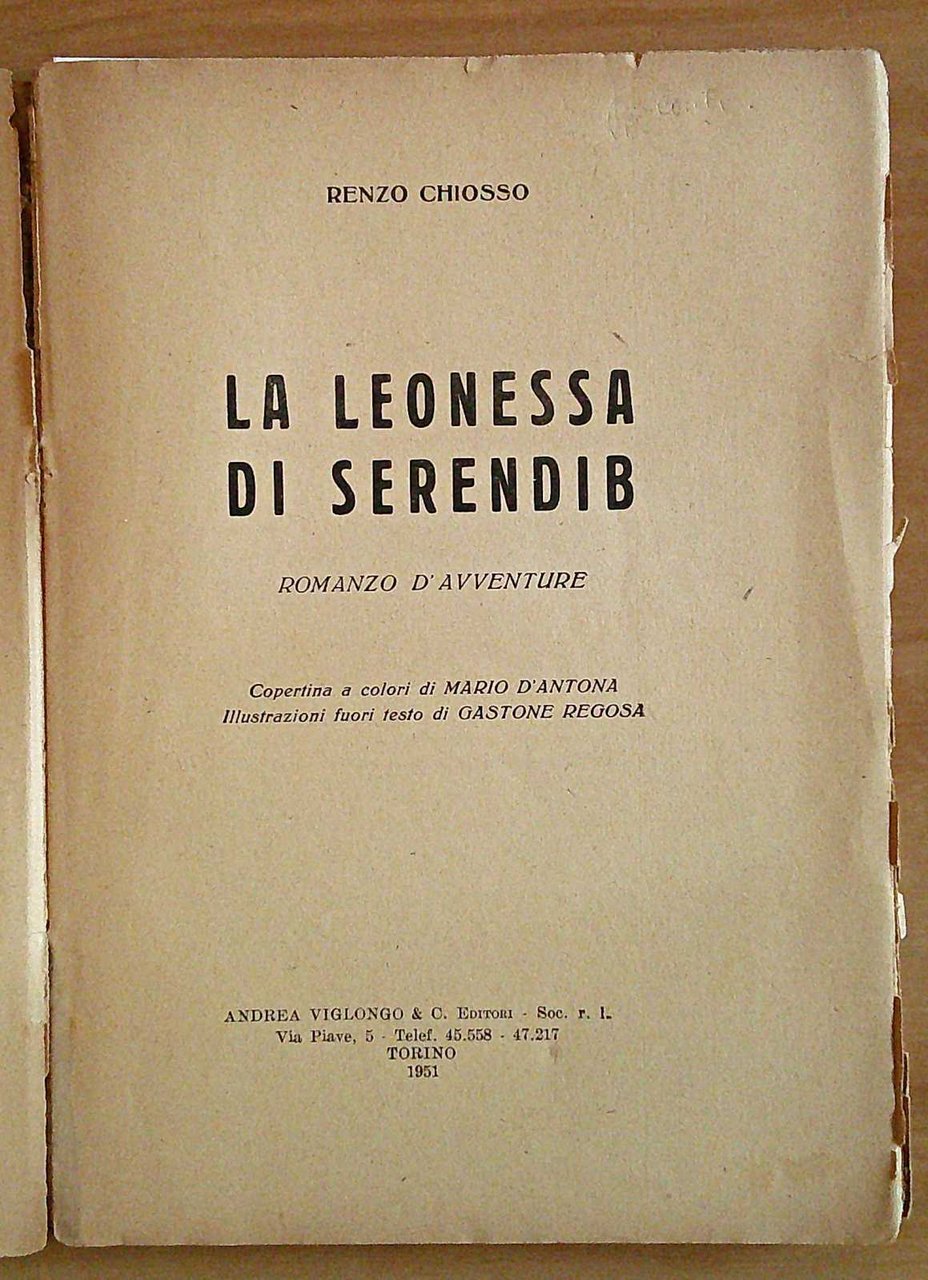 RENZO CHIOSSO
LA LEONESSA
DI SERENDIB
ROMANZO D'AVVENTURE
Copertina a colori di MARIO D'ANTONA
Illustrazioni fuori testo di GASTONE REGOSA
ANDREA VIGLONGO & C. EDITORI - Soc. r. l.
Via Piave, 5 - Telef. 45.558 - 47.217
TORINO
1951